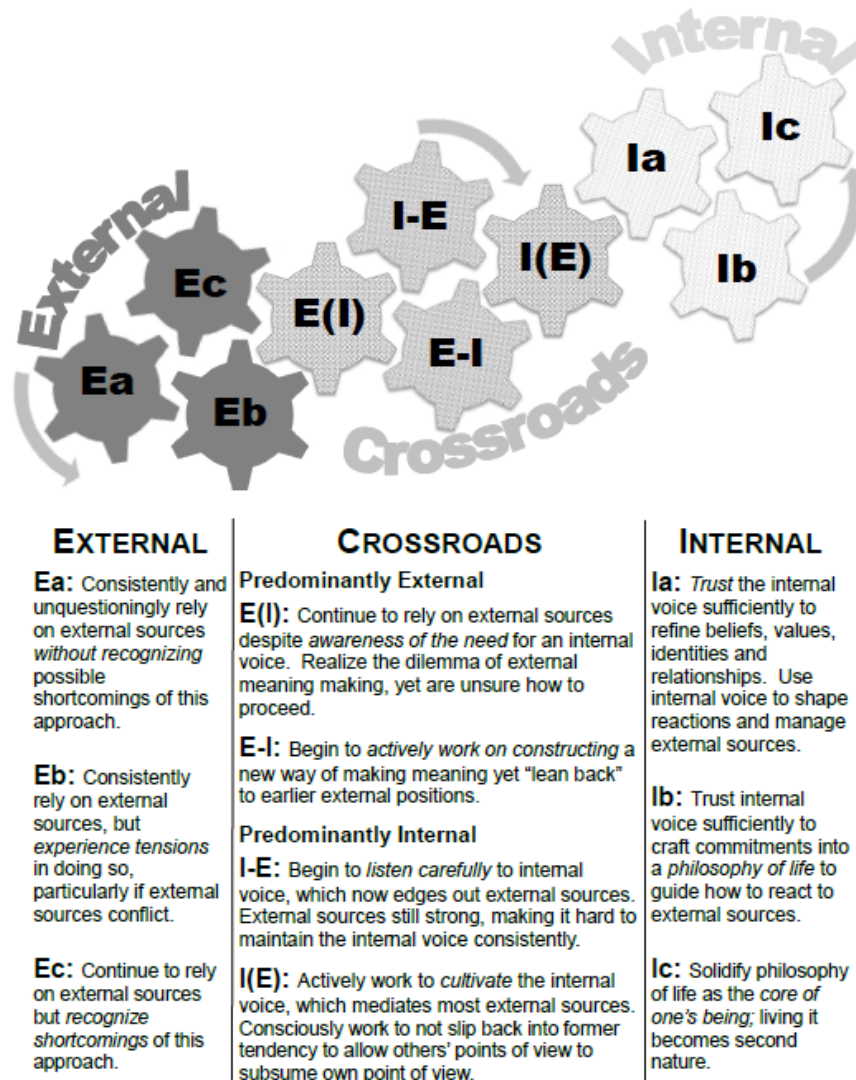 Internal
Ia
Ic
I-E
External
Ec
I(E)
Ib
E(I)
E-I
Ea
Eb
Crossroads
EXTERNAL
Ea: Consistently and
unquestioningly rely
on external sources
without recognizing
possible
shortcomings of this
approach.
Eb: Consistently
rely on external
sources, but
experience tensions
in doing so,
particularly if external
sources conflict.
Ec: Continue to rely
on external sources
but recognize
shortcomings of this
approach.
CROSSROADS
Predominantly External
E(I): Continue to rely on external sources
despite awareness of the need for an internal
voice. Realize the dilemma of external
meaning making, yet are unsure how to
proceed.
E-I: Begin to actively work on constructing a
new way of making meaning yet "lean back"
to earlier external positions.
Predominantly Internal
I-E: Begin to listen carefully to internal
voice, which now edges out external sources.
External sources still strong, making it hard to
maintain the internal voice consistently.
I(E): Actively work to cultivate the internal
voice, which mediates most external sources.
Consciously work to not slip back into former
tendency to allow others' points of view to
subsume own point of view.
INTERNAL
Ia: Trust the internal
voice sufficiently to
refine beliefs, values,
identities and
relationships. Use
internal voice to shape
reactions and manage
external sources.
Ib: Trust internal
voice sufficiently to
craft commitments into
a philosophy of life to
guide how to react to
external sources.
Ic: Solidify philosophy
of life as the core of
one's being; living it
becomes second
nature.